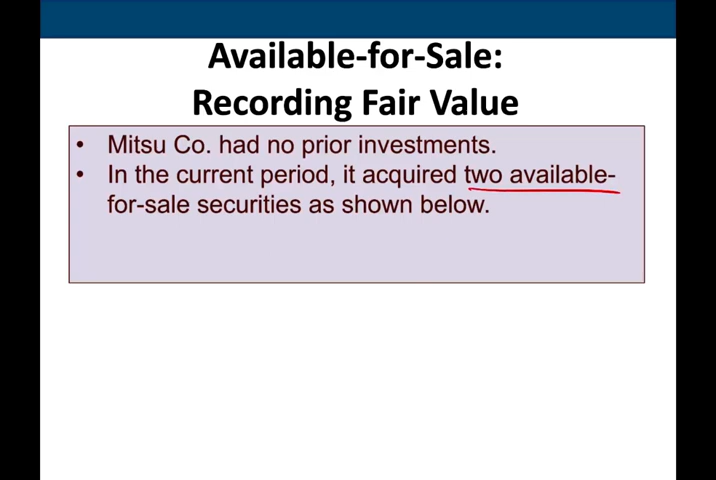 Available-for-Sale:
Recording Fair Value
• Mitsu Co. had no prior investments.
• In the current period, it acquired two available-
for-sale securities as shown below.